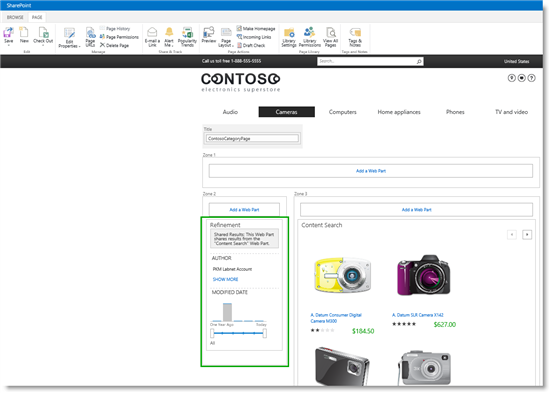 SharePoint
BROWSE PAGE
Save New Check Out
Edit Properties Page URLs Page History Page Permissions Delete Page
E-mail a Link Alert Me Popularity Trends
Preview Page Layout Make Homepage Incoming Links Draft Check
Library Settings Library Permissions View All Pages
Tags & Notes
Edit Manage Share & Track Page Actions Page Library Tags and Notes
Call us toll free 1-888-555-5555 Search... United States
CONTOSO
electronics superstore
Audio Cameras Computers Home appliances Phones TV and video
Title
ContosoCategoryPage
Zone 1
Add a Web Part
Zone 2 Zone 3
Add a Web Part Add a Web Part
Refinement
Shared Results: This Web Part
shares results from the
"Content Search" Web Part.
AUTHOR
PKM Labnet Account
SHOW MORE
MODIFIED DATE
One Year Ago Today
All
Content Search
A. Datum Consumer Digital
Camera M300
$184.50
A. Datum SLR Camera X142
$627.00